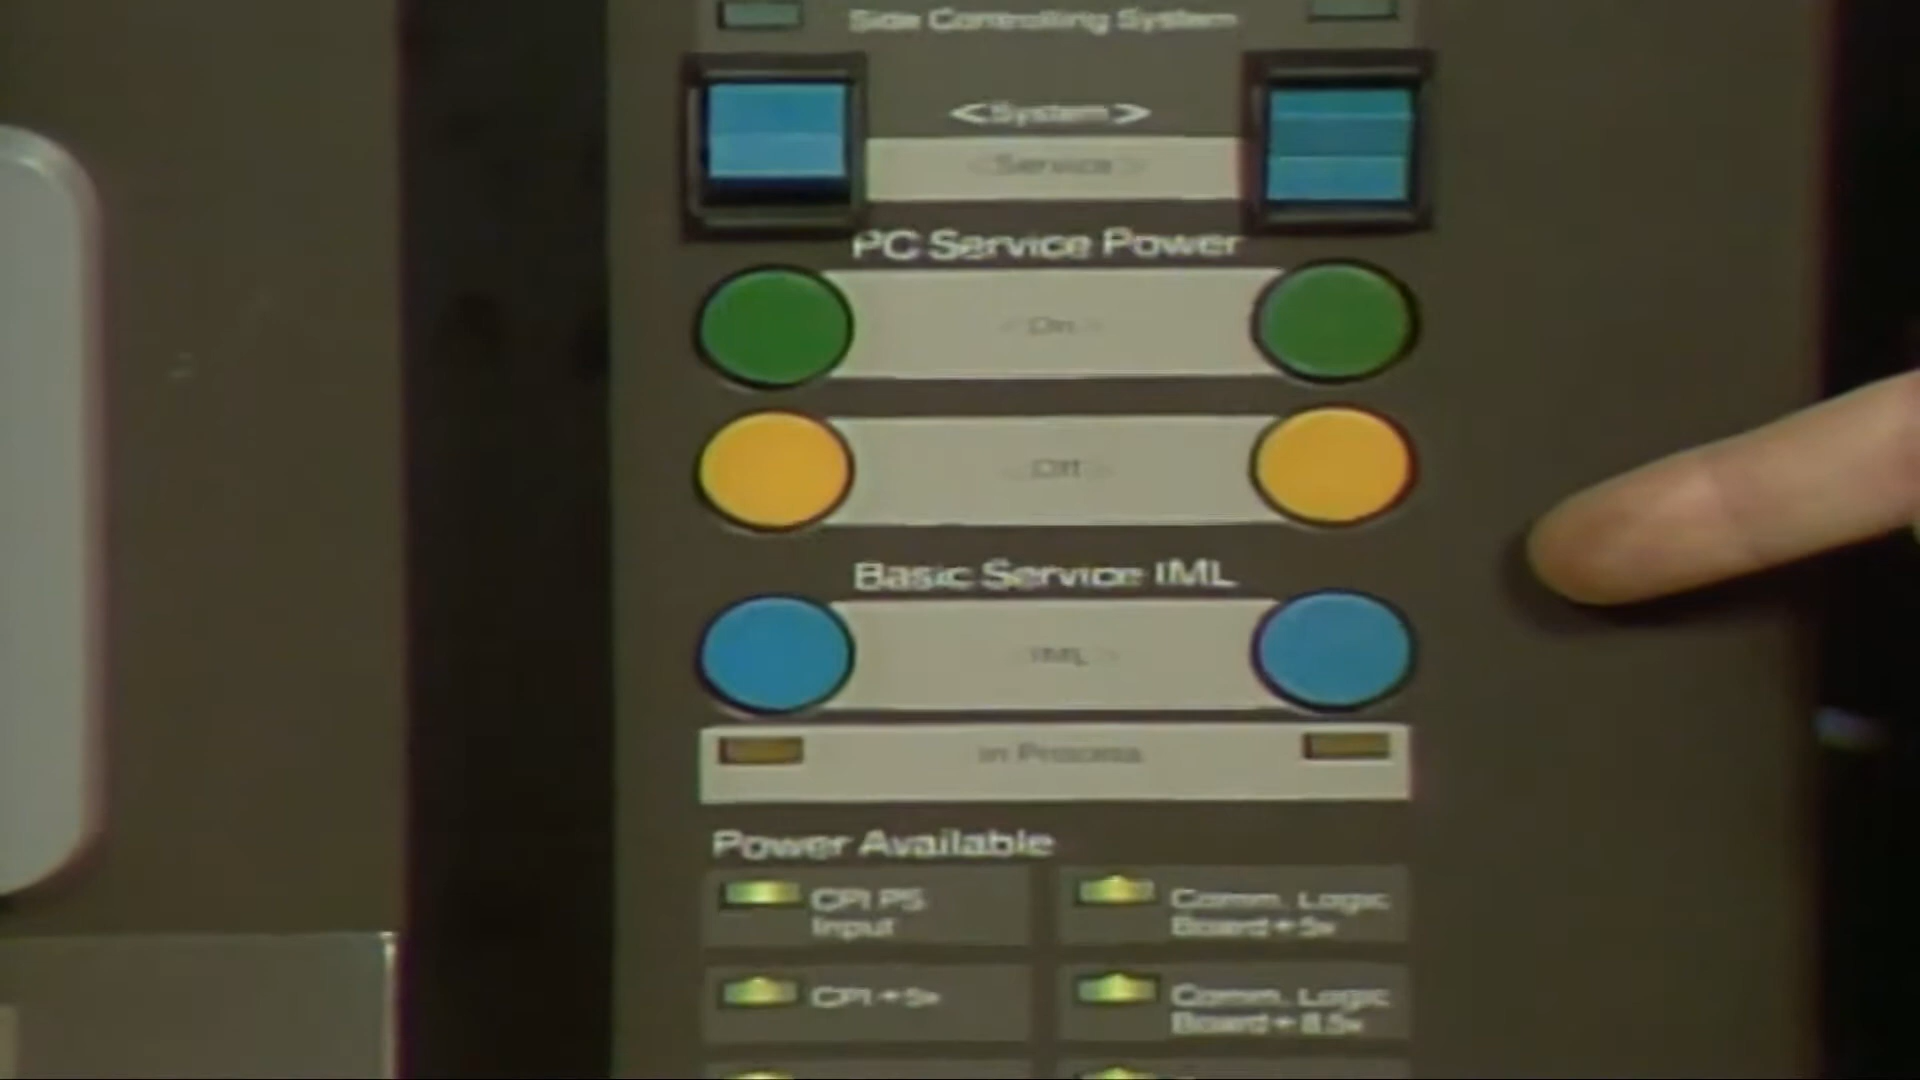 Side Controlling System
<System>
<Service>
PC Service Power
<On>
<Off>
Basic Service IML
<IML>
In Process
Power Available
CPI PS
Input
Comm. Logic
Board + 5v
CPI + 5v
Comm. Logic
Board + 8.5v